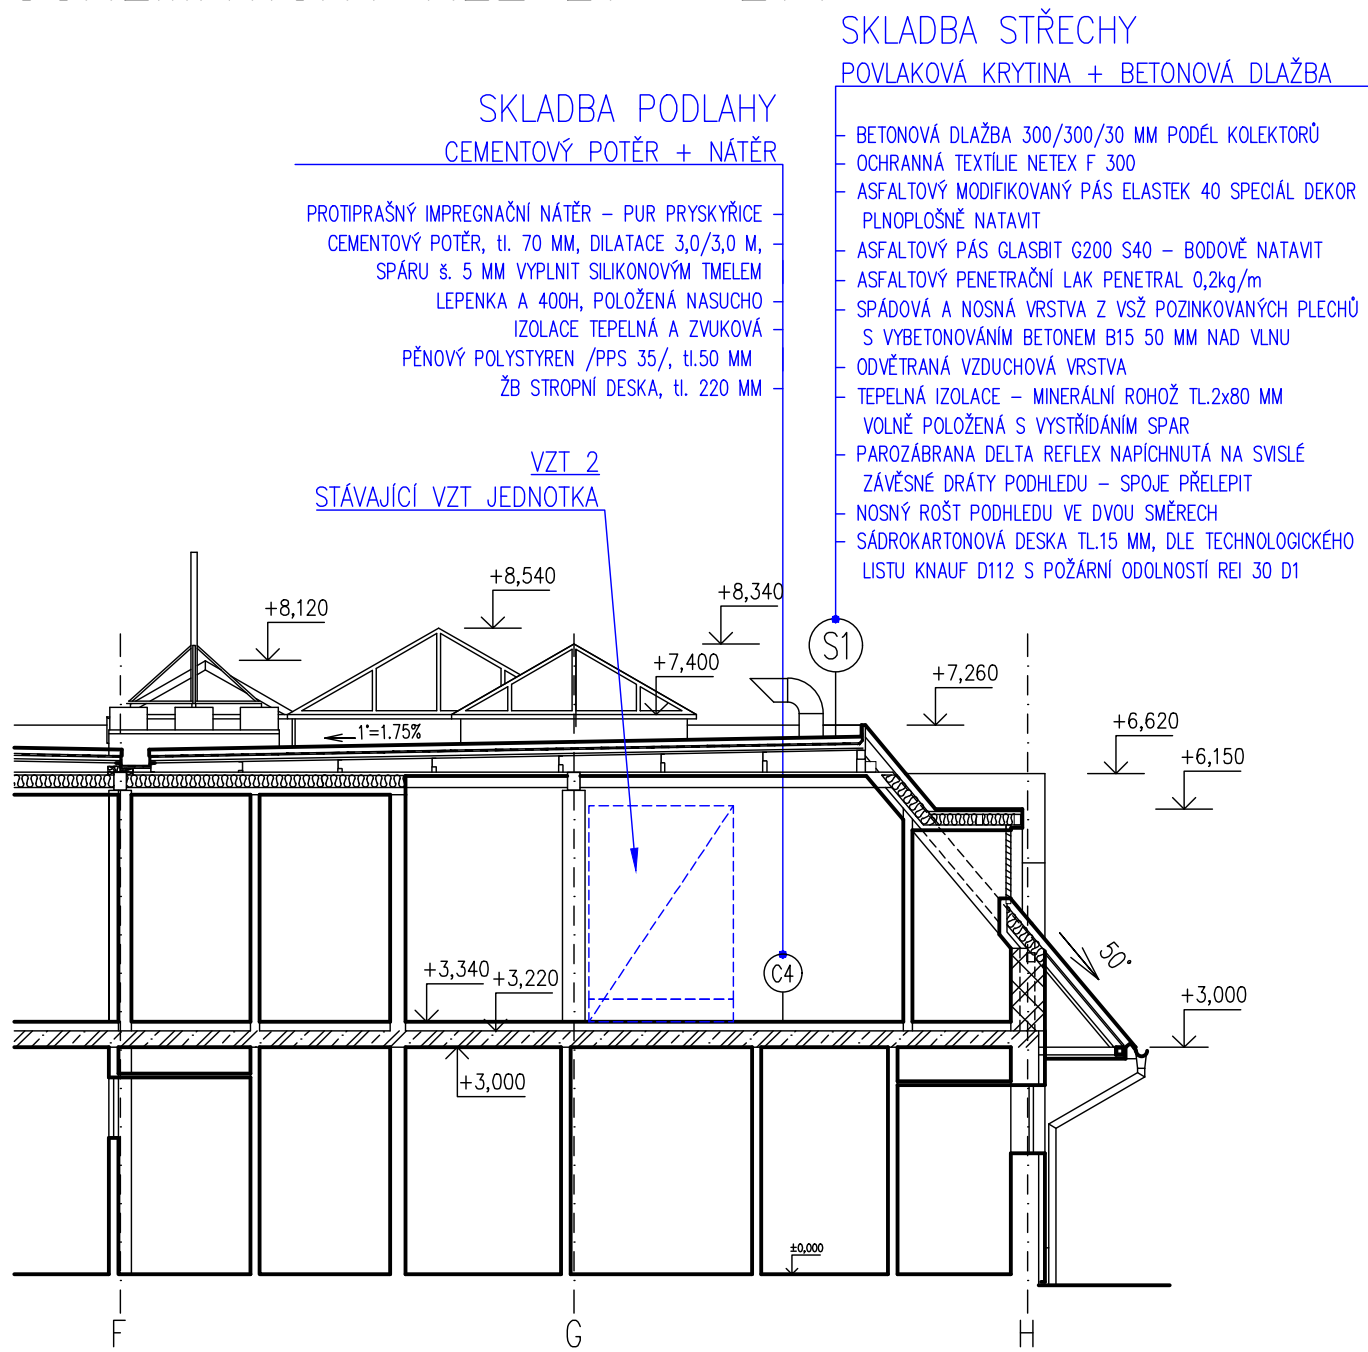 SKLADBA STŘECHY
POVLAKOVÁ KRYTINA + BETONOVÁ DLAŽBA
BETONOVÁ DLAŽBA 300/300/30 MM PODÉL KOLEKTORŮ
OCHRANNÁ TEXTÍLIE NETEX F 300
ASFALTOVÝ MODIFIKOVANÝ PÁS ELASTEK 40 SPECIÁL DEKOR
PLNOPLOŠNĚ NATAVIT
ASFALTOVÝ PÁS GLASBIT G200 S40 – BODOVĚ NATAVIT
ASFALTOVÝ PENETRAČNÍ LAK PENETRAL 0,2kg/m
SPÁDOVÁ A NOSNÁ VRSTVA Z VSŽ POZINKOVANÝCH PLECHŮ
S VYBETONOVÁNÍM BETONEM B15 50 MM NAD VLNU
ODVĚTRANÁ VZDUCHOVÁ VRSTVA
TEPELNÁ IZOLACE – MINERÁLNÍ ROHOŽ TL.2x80 MM
VOLNĚ POLOŽENÁ S VYSTŘÍDÁNÍM SPAR
PAROZÁBRANA DELTA REFLEX NAPÍCHNUTÁ NA SVISLÉ
ZÁVĚSNÉ DRÁTY PODHLEDU – SPOJE PŘELEPIT
NOSNÝ ROŠT PODHLEDU VE DVOU SMĚRECH
SÁDROKARTONOVÁ DESKA TL.15 MM, DLE TECHNOLOGICKÉHO
LISTU KNAUF D112 S POŽÁRNÍ ODOLNOSTÍ REI 30 D1
SKLADBA PODLAHY
CEMENTOVÝ POTĚR + NÁTĚR
PROTIPRAŠNÝ IMPREGNAČNÍ NÁTĚR – PUR PRYSKYŘICE
CEMENTOVÝ POTĚR, tl. 70 MM, DILATACE 3,0/3,0 M,
SPÁRU š. 5 MM VYPLNIT SILIKONOVÝM TMELEM
LEPENKA A 400H, POLOŽENÁ NASUCHO
IZOLACE TEPELNÁ A ZVUKOVÁ
PĚNOVÝ POLYSTYREN /PPS 35/, tl.50 MM
ŽB STROPNÍ DESKA, tl. 220 MM
VZT 2
STÁVAJÍCÍ VZT JEDNOTKA
+8,540
+8,340
+8,120
S1
+7,400
+7,260
+6,620
1°=1.75%
+6,150
50°
+3,340
+3,220
C4
+3,000
+3,000
±0,000
F
G
H